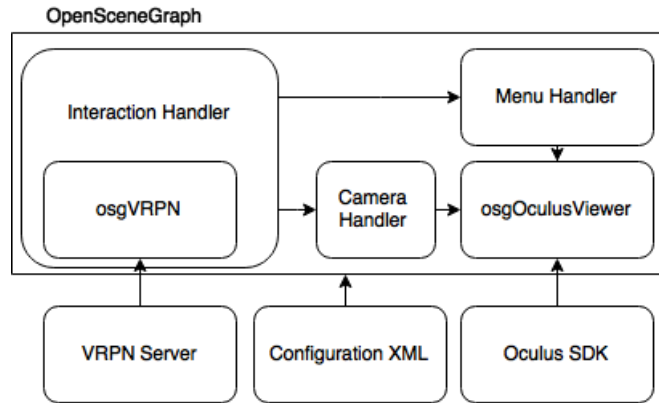 OpenSceneGraph
Interaction Handler
Menu Handler
osgVRPN
Camera
Handler
osgOculusViewer
VRPN Server
Configuration XML
Oculus SDK